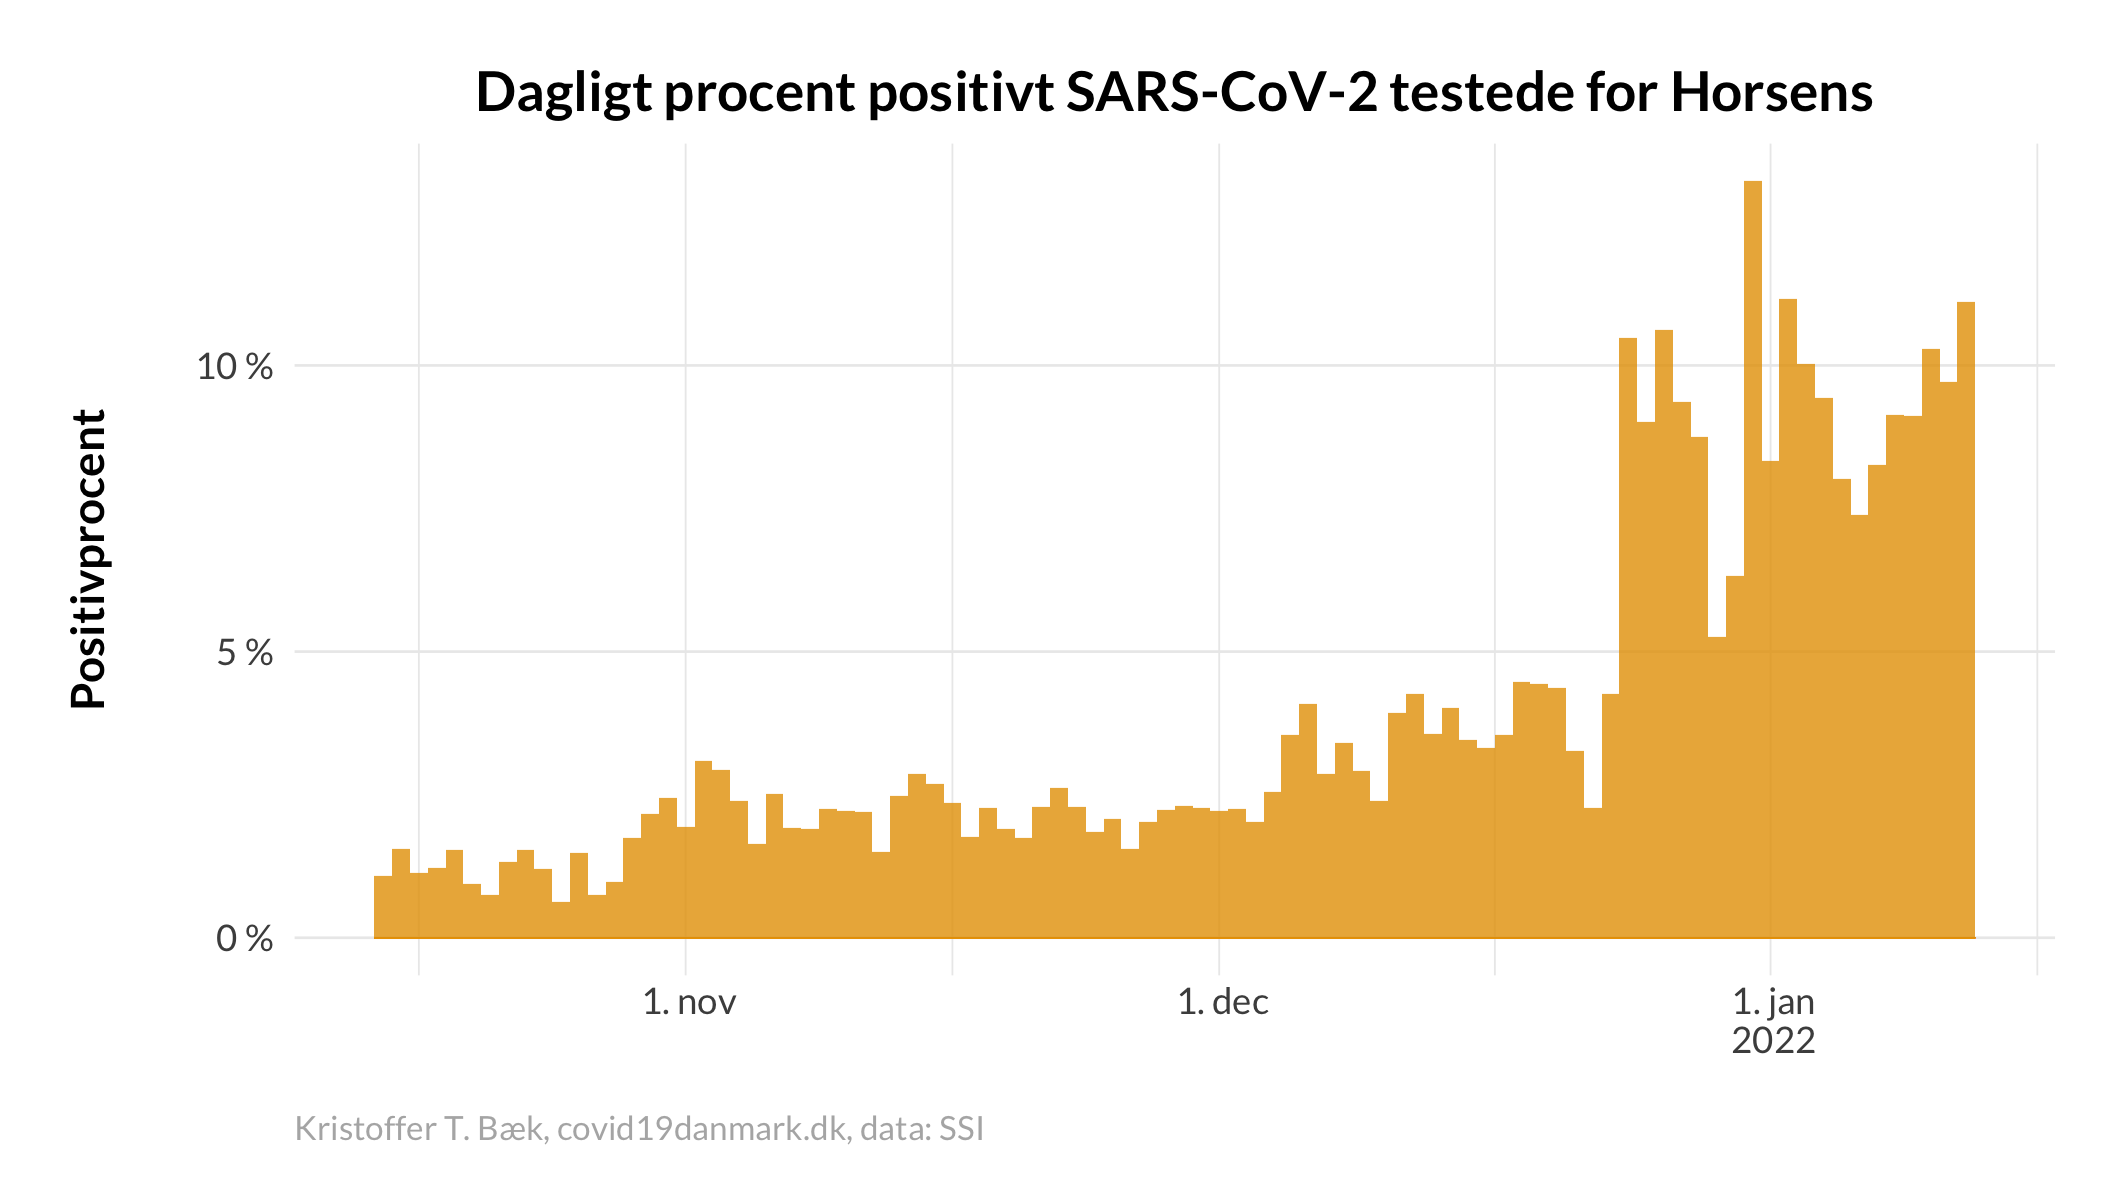 Dagligt procent positivt SARS-CoV-2 testede for Horsens
Positivprocent
10 %
5 %
0 %
1. nov
1. dec
1. jan
2022
Kristoffer T. Bæk, covid19danmark.dk, data: SSI